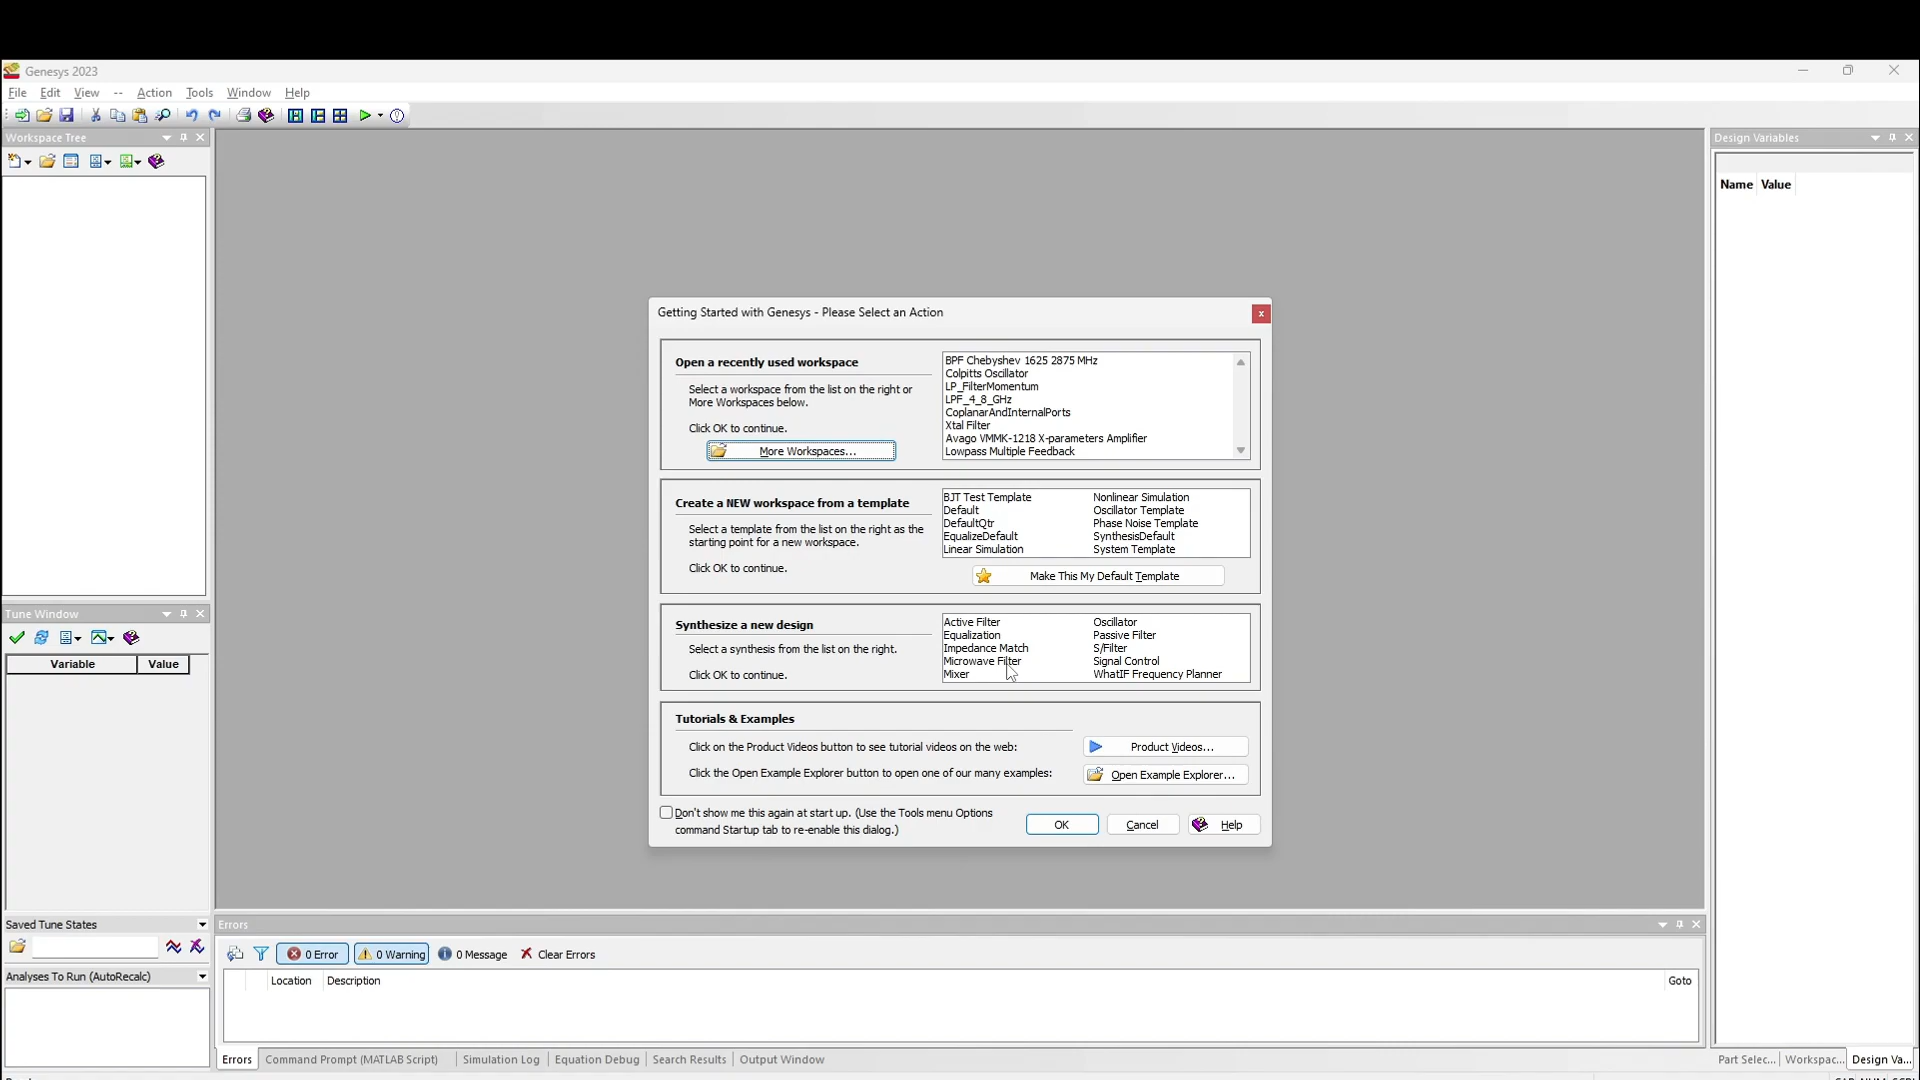 Genesys 2023
File Edit View -- Action Tools Window Help
Workspace Tree
Design Variables
Name Value
Getting Started with Genesys - Please Select an Action
Open a recently used workspace
Select a workspace from the list on the right or
More Workspaces below.
Click OK to continue.
More Workspaces...
BPF Chebyshev 1625 2875 MHz
Colpitts Oscillator
LP_FilterMomentum
LPF_4_8_GHz
CoplanarAndInternalPorts
Xtal Filter
Avago VMMK-1218 X-parameters Amplifier
Lowpass Multiple Feedback
Create a NEW workspace from a template
Select a template from the list on the right as the
starting point for a new workspace.
Click OK to continue.
BJT Test Template Nonlinear Simulation
Default Oscillator Template
DefaultQtr Phase Noise Template
EqualizeDefault SynthesisDefault
Linear Simulation System Template
Make This My Default Template
Synthesize a new design
Select a synthesis from the list on the right.
Click OK to continue.
Active Filter Oscillator
Equalization Passive Filter
Impedance Match S/Filter
Microwave Filter Signal Control
Mixer WhatIF Frequency Planner
Tutorials & Examples
Click on the Product Videos button to see tutorial videos on the web:
Product Videos...
Click the Open Example Explorer button to open one of our many examples:
Open Example Explorer...
Don't show me this again at start up. (Use the Tools menu Options
command Startup tab to re-enable this dialog.)
OK Cancel Help
Tune Window
Variable Value
Saved Tune States
Analyses To Run (AutoRecalc)
Errors
0 Error 0 Warning 0 Message Clear Errors
Location Description Goto
Errors Command Prompt (MATLAB Script) Simulation Log Equation Debug Search Results Output Window
Part Selec... Workspac... Design Va...